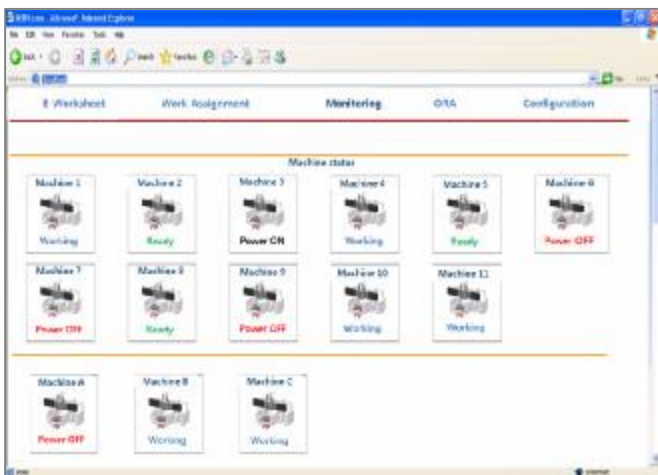 Internet Explorer
E-Worksheet Work Assignment Monitoring Configuration
Machine status
Machine 1 Machine 2 Machine 3 Machine 4 Machine 5 Machine 6
Working Ready Power ON Working Ready Power OFF
Machine 7 Machine 8 Machine 9 Machine 10 Machine 11
Power OFF Ready Power OFF Working Working
Machine A Machine B Machine C
Power OFF Working Working